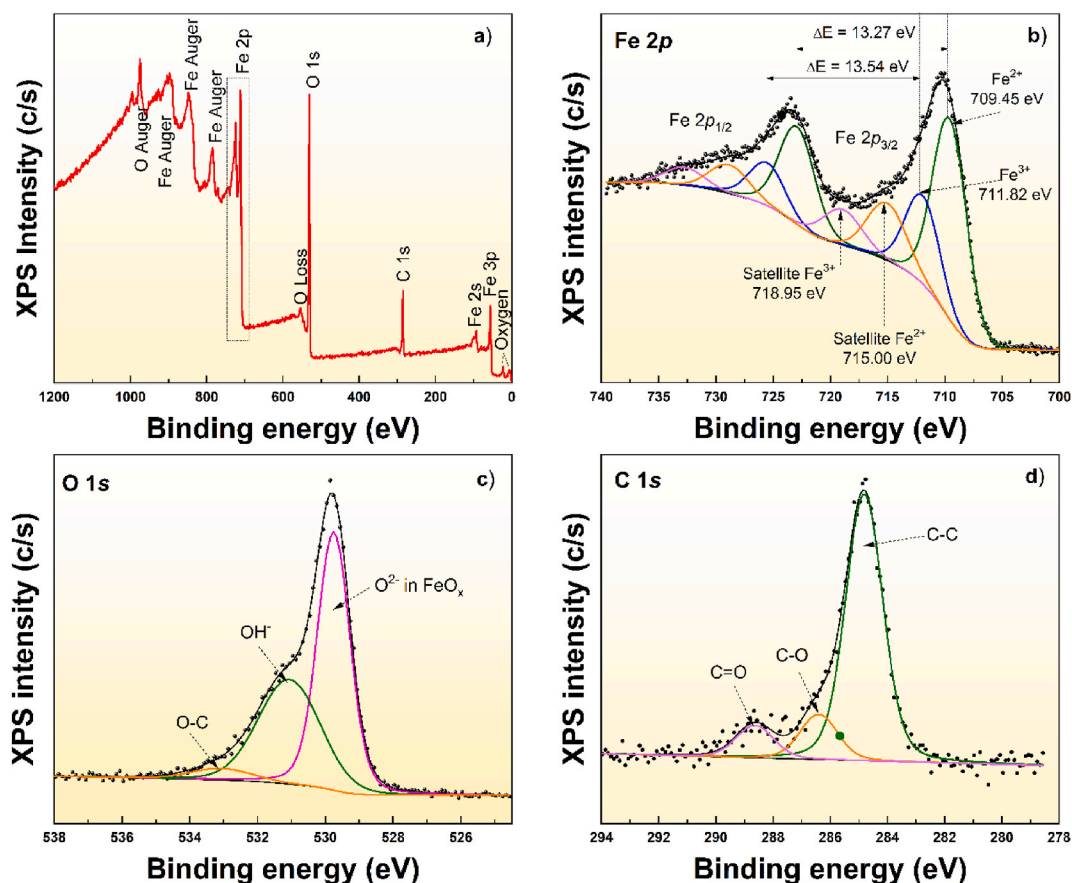 a)
XPS Intensity (c/s)
O Auger
Fe Auger
Fe Auger
Fe Auger
Fe 2p
O Loss
O 1s
C 1s
Fe 2s
Fe 3p
Oxygen
1200 1000 800 600 400 200 0
Binding energy (eV)
b)
Fe 2p
XPS intensity (c/s)
ΔE = 13.27 eV
ΔE = 13.54 eV
Fe 2p1/2
Fe 2p3/2
Fe²⁺
709.45 eV
Fe³⁺
711.82 eV
Satellite Fe³⁺
718.95 eV
Satellite Fe²⁺
715.00 eV
740 735 730 725 720 715 710 705 700
Binding energy (eV)
c)
O 1s
XPS intensity (c/s)
O²⁻ in FeOₓ
OH⁻
O-C
538 536 534 532 530 528 526
Binding energy (eV)
d)
C 1s
XPS intensity (c/s)
C-C
C-O
C=O
294 292 290 288 286 284 282 280 278
Binding energy (eV)